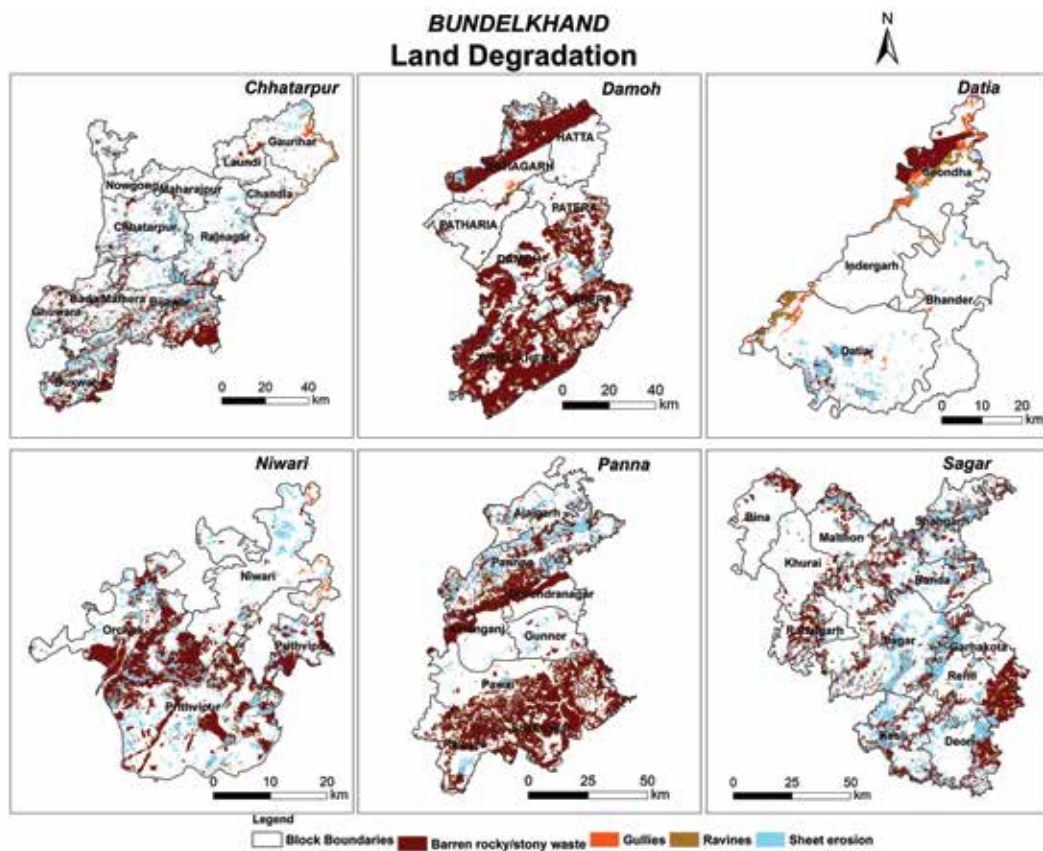 BUNDELKHAND
Land Degradation
N
Chhatarpur
Gaurihar
Laundi
Nowgong
Maharajpur
Chandla
Chhatarpur
Rajnagar
Bada Malhera
Ghuwara
0 20 40
km
Damoh
HATTA
PATERA
PATHARIA
DAMOH
0 20 40
km
Datia
Seondha
Indergarh
Bhander
Datia
0 10 20
km
Niwari
Niwari
Orchha
Prithvipur
Prithvipur
0 10 20
km
Panna
Ajaigarh
Panna
Gunnor
Pawai
0 25 50
km
Sagar
Bina
Malthon
Shahgarh
Khurai
Banda
Rahatgarh
Sagar
Garhakota
Rehli
Deori
0 25 50
km
Legend
Block Boundaries Barren rocky/stony waste Gullies Ravines Sheet erosion